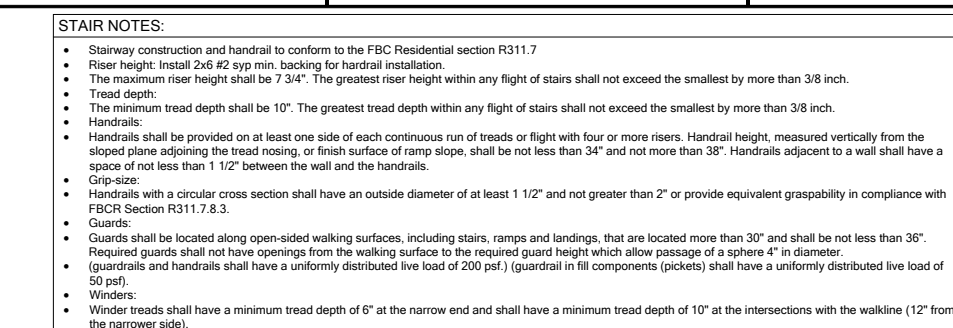 STAIR NOTES:
• Stairway construction and handrail to conform to the FBC Residential section R311.7
• Riser height: Install 2x6 #2 syp min. backing for hardrail installation.
• The maximum riser height shall be 7 3/4". The greatest riser height within any flight of stairs shall not exceed the smallest by more than 3/8 inch.
• Tread depth:
• The minimum tread depth shall be 10". The greatest tread depth within any flight of stairs shall not exceed the smallest by more than 3/8 inch.
• Handrails:
• Handrails shall be provided on at least one side of each continuous run of treads or flight with four or more risers. Handrail height, measured vertically from the
sloped plane adjoining the tread nosing, or finish surface of ramp slope, shall be not less than 34" and not more than 38". Handrails adjacent to a wall shall have a
space of not less than 1 1/2" between the wall and the handrails.
• Grip-size:
• Handrails with a circular cross section shall have an outside diameter of at least 1 1/2" and not greater than 2" or provide equivalent graspability in compliance with
FBCR Section R311.7.8.3.
• Guards:
• Guards shall be located along open-sided walking surfaces, including stairs, ramps and landings, that are located more than 30" and shall be not less than 36".
Required guards shall not have openings from the walking surface to the required guard height which allow passage of a sphere 4" in diameter.
• (guardrails and handrails shall have a uniformly distributed live load of 200 psf.) (guardrail in fill components (pickets) shall have a uniformly distributed live load of
50 psf).
• Winders:
• Winder treads shall have a minimum tread depth of 6" at the narrow end and shall have a minimum tread depth of 10" at the intersections with the walkline (12" from
the narrower side).